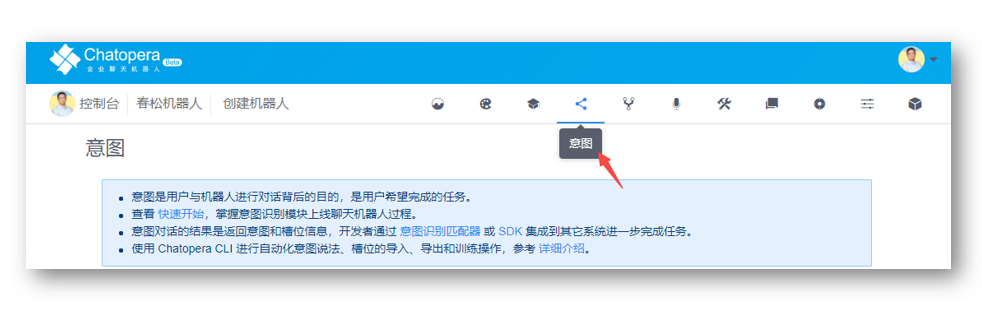 Chatopera Beta
企业聊天机器人
控制台 春松机器人 创建机器人
意图
意图
意图是用户与机器人进行对话背后的目的，是用户希望完成的任务。
查看 快速开始，掌握意图识别模块上线聊天机器人过程。
意图对话的结果是返回意图和槽位信息，开发者通过 意图识别匹配器 或 SDK 集成到其它系统进一步完成任务。
使用 Chatopera CLI 进行自动化意图说法、槽位的导入、导出和训练操作，参考 详细介绍。